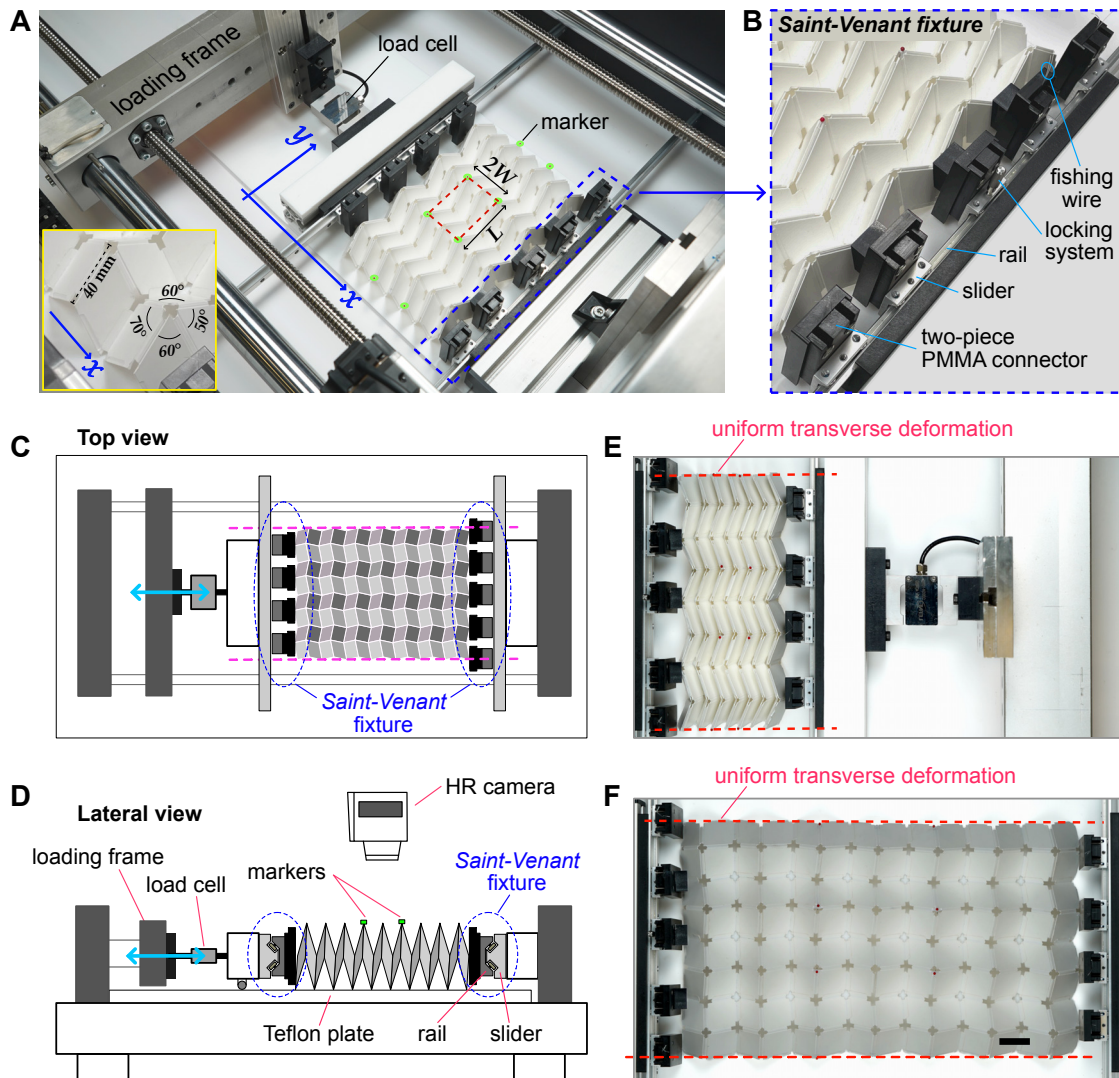 A
loading frame
load cell
y
marker
2W
L
x
40 mm
60°
70°
50°
60°
x
B
Saint-Venant fixture
fishing
wire
locking
system
rail
slider
two-piece
PMMA connector
C
Top view
Saint-Venant
fixture
D
Lateral view
HR camera
loading frame
load cell
markers
Saint-Venant
fixture
Teflon plate
rail
slider
E
uniform transverse deformation
F
uniform transverse deformation